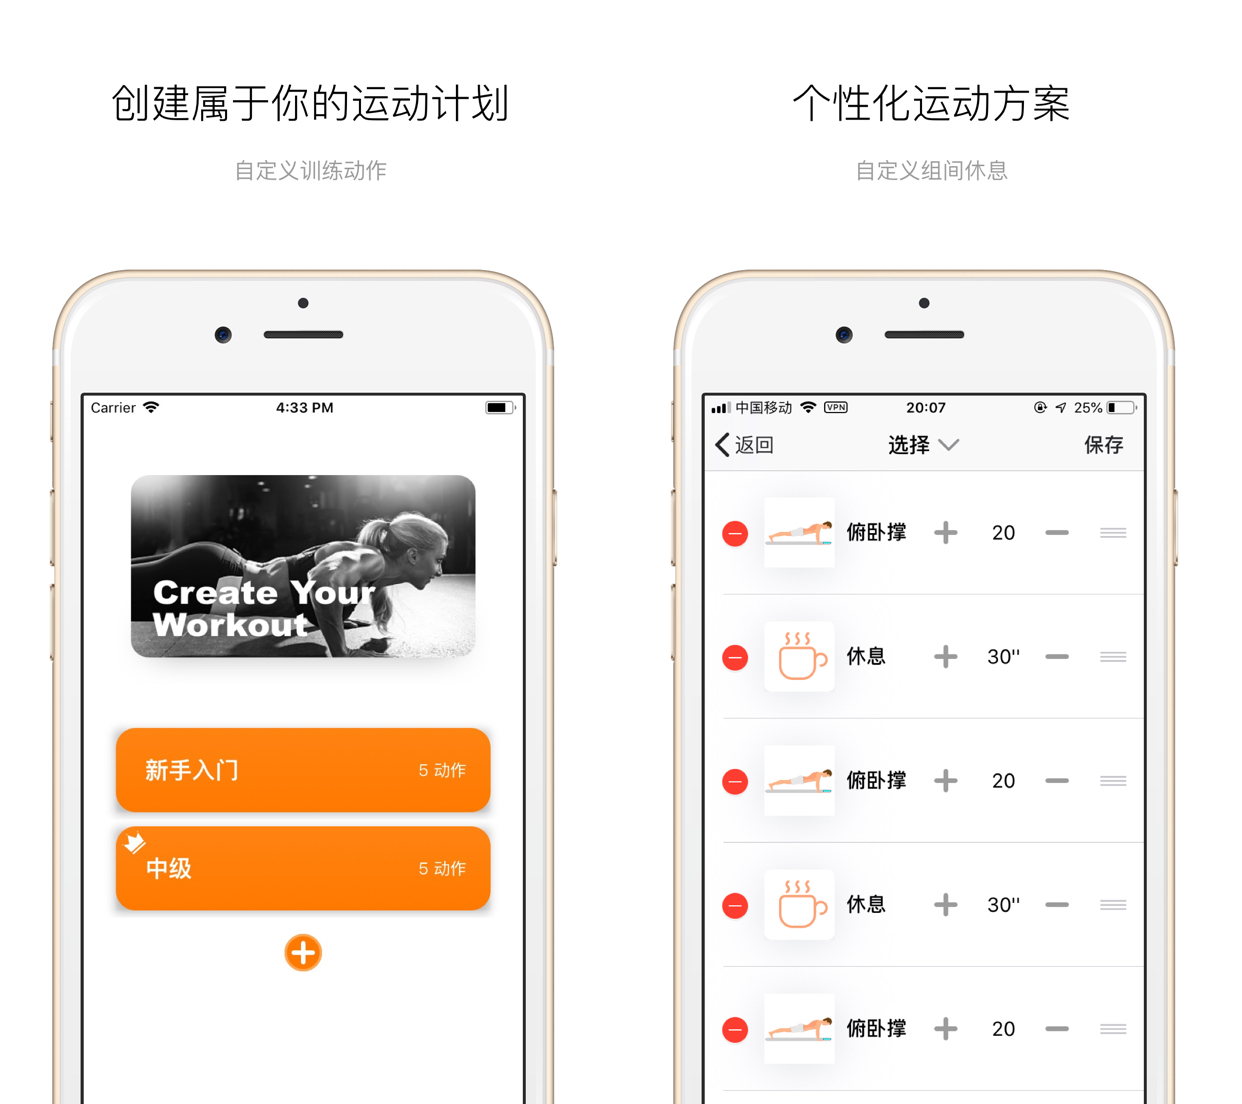 创建属于你的运动计划
自定义训练动作
Carrier
4:33 PM
Create Your
Workout
新手入门
5 动作
中级
5 动作
个性化运动方案
自定义组间休息
中国移动
VPN
20:07
25%
返回
选择
保存
俯卧撑
20
休息
30''
俯卧撑
20
休息
30''
俯卧撑
20